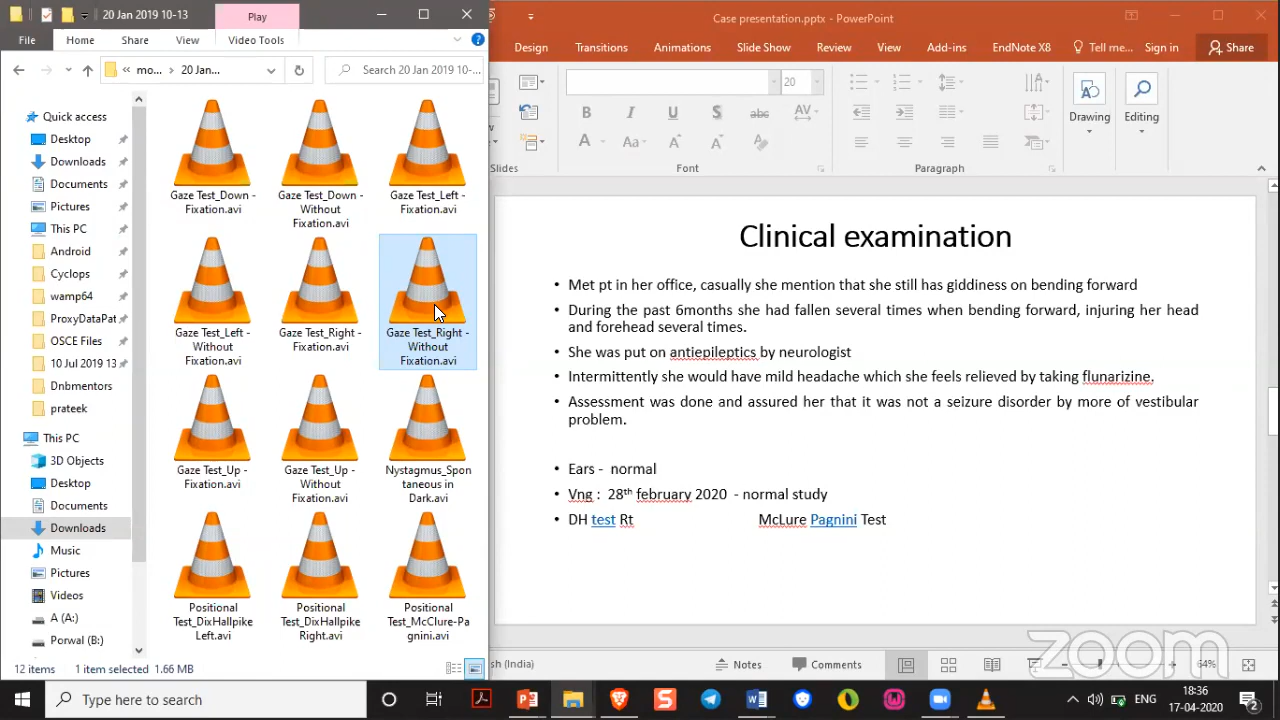 20 Jan 2019 10-13
Play
File
Home
Share
View
Video Tools
« mo... › 20 Jan...
Search 20 Jan 2019 10-...
Quick access
Desktop
Downloads
Documents
Pictures
This PC
Android
Cyclops
wamp64
ProxyDataPat
OSCE Files
10 Jul 2019 13
Dnbmentors
prateek
This PC
3D Objects
Desktop
Documents
Downloads
Music
Pictures
Videos
A (A:)
Porwal (B:)
Gaze Test_Down -
Fixation.avi
Gaze Test_Down -
Without
Fixation.avi
Gaze Test_Left -
Fixation.avi
Gaze Test_Left -
Without
Fixation.avi
Gaze Test_Right -
Fixation.avi
Gaze Test_Right -
Without
Fixation.avi
Gaze Test_Up -
Fixation.avi
Gaze Test_Up -
Without
Fixation.avi
Nystagmus_Spon
taneous in
Dark.avi
Positional
Test_DixHallpike
Left.avi
Positional
Test_DixHallpike
Right.avi
Positional
Test_McClure-Pa
gnini.avi
12 items
1 item selected 1.66 MB
Case presentation.pptx - PowerPoint
Design
Transitions
Animations
Slide Show
Review
View
Add-ins
EndNote X8
Tell me...
Sign in
Share
20
B I U S abc AV
A Aa A A
Slides
Font
Paragraph
Drawing
Editing
Clinical examination
• Met pt in her office, casually she mention that she still has giddiness on bending forward
• During the past 6months she had fallen several times when bending forward, injuring her head
and forehead several times.
• She was put on antiepileptics by neurologist
• Intermittently she would have mild headache which she feels relieved by taking flunarizine.
• Assessment was done and assured her that it was not a seizure disorder by more of vestibular
problem.
• Ears - normal
• Vng : 28th february 2020 - normal study
• DH test Rt McLure Pagnini Test
zoom
sh (India)
Notes
Comments
64%
Type here to search
ENG
8:36
17-04-2020
2